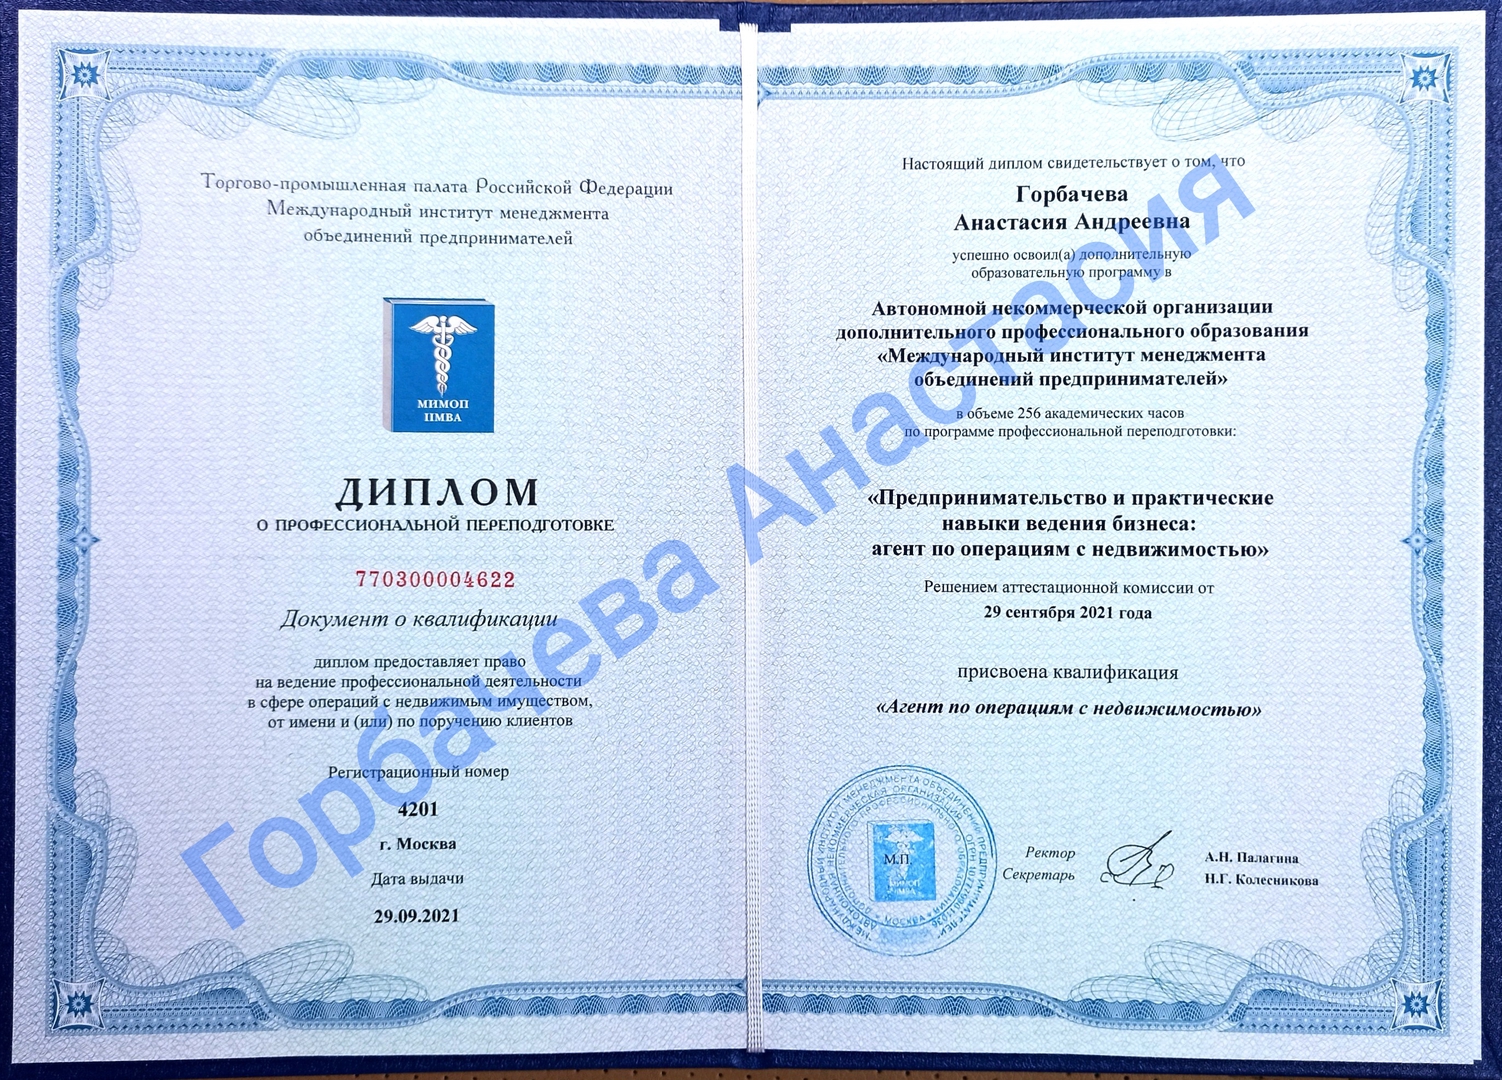 Торгово-промышленная палата Российской Федерации
Международный институт менеджмента
объединений предпринимателей
МИМОП
IIMBA
ДИПЛОМ
О ПРОФЕССИОНАЛЬНОЙ ПЕРЕПОДГОТОВКЕ
770300004622
Документ о квалификации
диплом предоставляет право
на ведение профессиональной деятельности
в сфере операций с недвижимым имуществом,
от имени и (или) по поручению клиентов
Регистрационный номер
4201
г. Москва
Дата выдачи
29.09.2021
Настоящий диплом свидетельствует о том, что
Горбачева
Анастасия Андреевна
успешно освоил(а) дополнительную
образовательную программу в
Автономной некоммерческой организации
дополнительного профессионального образования
«Международный институт менеджмента
объединений предпринимателей»
в объеме 256 академических часов
по программе профессиональной переподготовки:
«Предпринимательство и практические
навыки ведения бизнеса:
агент по операциям с недвижимостью»
Решением аттестационной комиссии от
29 сентября 2021 года
присвоена квалификация
«Агент по операциям с недвижимостью»
М.П.
Ректор А.Н. Палагина
Секретарь Н.Г. Колесникова
Горбачева Анастасия